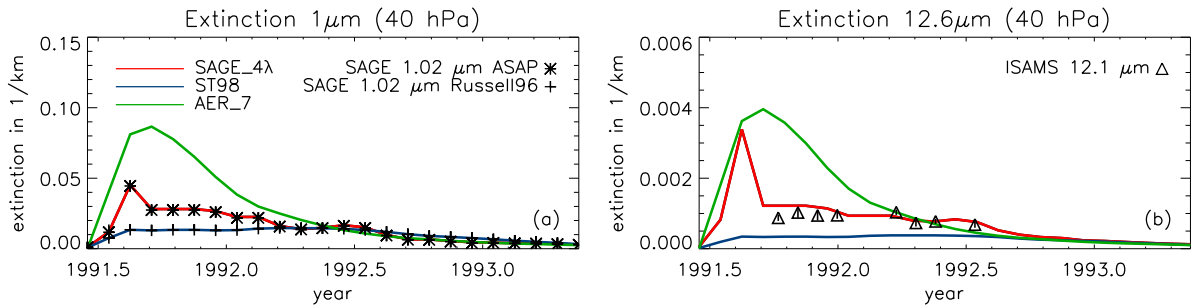 Extinction 1µm (40 hPa)
0.15
0.10
0.05
0.00
extinction in 1/km
SAGE_4λ
ST98
AER_7
SAGE 1.02 µm ASAP
SAGE 1.02 µm Russell96
(a)
1991.5 1992.0 1992.5 1993.0
year
Extinction 12.6µm (40 hPa)
0.006
0.004
0.002
0.000
extinction in 1/km
ISAMS 12.1 µm
(b)
1991.5 1992.0 1992.5 1993.0
year